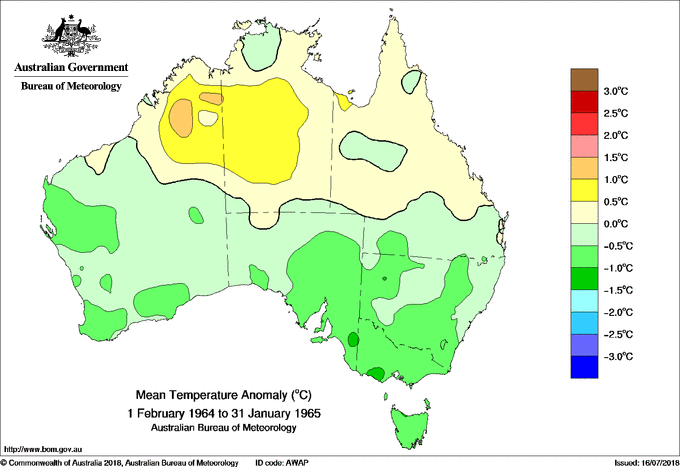 Australian Government
Bureau of Meteorology
3.0°C
2.5°C
2.0°C
1.5°C
1.0°C
0.5°C
0.0°C
−0.5°C
−1.0°C
−1.5°C
−2.0°C
−2.5°C
−3.0°C
Mean Temperature Anomaly (°C)
1 February 1964 to 31 January 1965
Australian Bureau of Meteorology
http://www.bom.gov.au
© Commonwealth of Australia 2018, Australian Bureau of Meteorology ID code: AWAP Issued: 16/07/2018